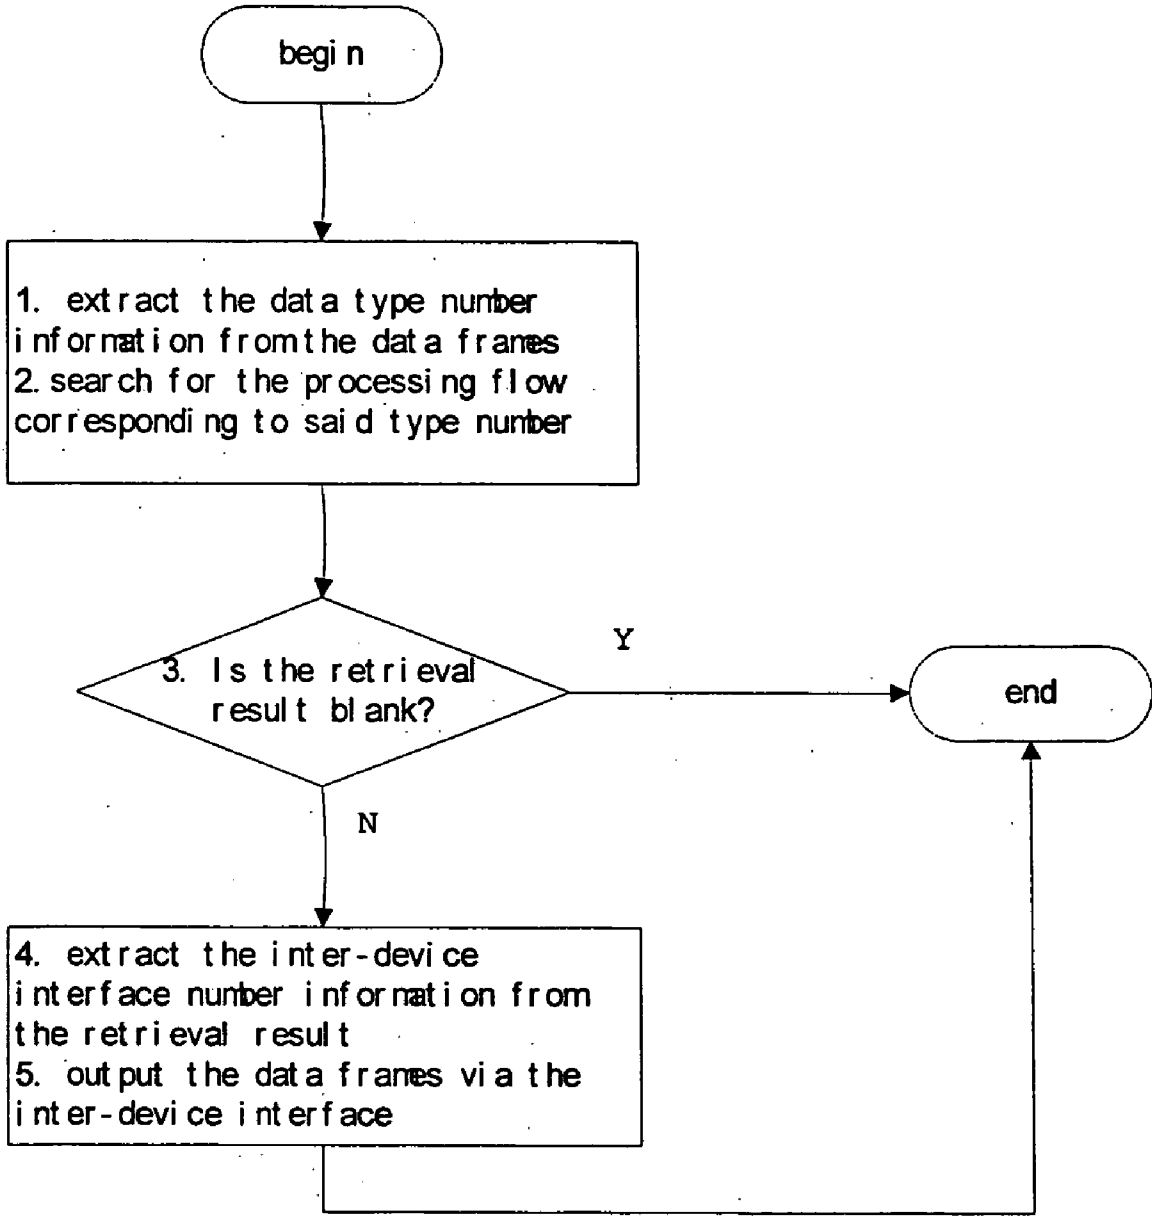 begin
1. extract the data type number
information from the data frames
2. search for the processing flow
corresponding to said type number
3. Is the retrieval
result blank?
Y
end
N
4. extract the inter-device
interface number information from
the retrieval result
5. output the data frames via the
inter-device interface